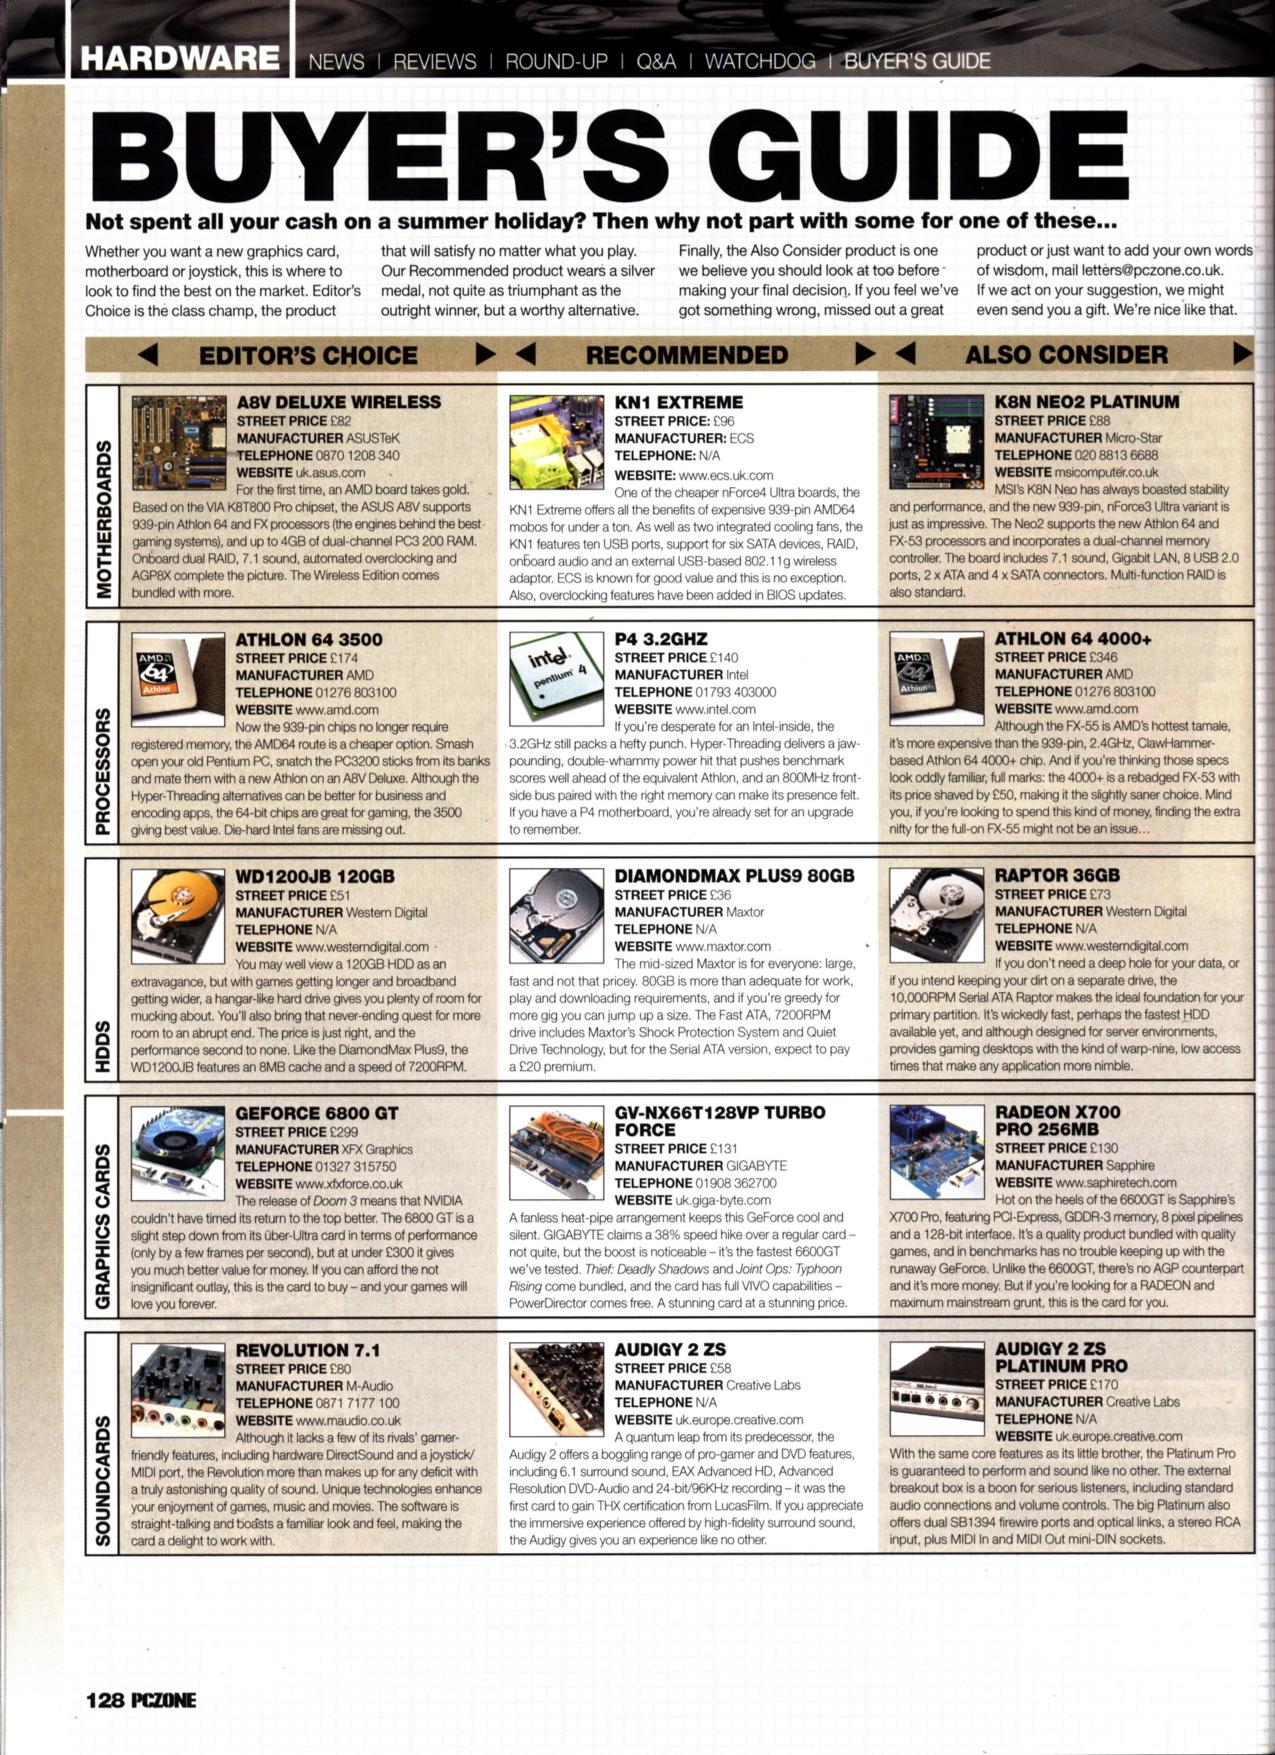 HARDWARE
NEWS | REVIEWS | ROUND-UP | Q&A | WATCHDOG | BUYER'S GUIDE
BUYER'S GUIDE
Not spent all your cash on a summer holiday? Then why not part with some for one of these...
Whether you want a new graphics card,
motherboard or joystick, this is where to
look to find the best on the market. Editor's
Choice is the class champ, the product
that will satisfy no matter what you play.
Our Recommended product wears a silver
medal, not quite as triumphant as the
outright winner, but a worthy alternative.
Finally, the Also Consider product is one
we believe you should look at too before
making your final decision. If you feel we've
got something wrong, missed out a great
product or just want to add your own words
of wisdom, mail letters@pczone.co.uk.
If we act on your suggestion, we might
even send you a gift. We're nice like that.
EDITOR'S CHOICE
RECOMMENDED
ALSO CONSIDER
MOTHERBOARDS
A8V DELUXE WIRELESS
STREET PRICE £82
MANUFACTURER ASUSTeK
TELEPHONE 0870 1208 340
WEBSITE uk.asus.com
For the first time, an AMD board takes gold.
Based on the VIA K8T800 Pro chipset, the ASUS A8V supports
939-pin Athlon 64 and FX processors (the engines behind the best
gaming systems), and up to 4GB of dual-channel PC3 200 RAM.
Onboard dual RAID, 7.1 sound, automated overclocking and
AGP8X complete the picture. The Wireless Edition comes
bundled with more.
KN1 EXTREME
STREET PRICE: £96
MANUFACTURER: ECS
TELEPHONE: N/A
WEBSITE: www.ecs.uk.com
One of the cheaper nForce4 Ultra boards, the
KN1 Extreme offers all the benefits of expensive 939-pin AMD64
mobos for under a ton. As well as two integrated cooling fans, the
KN1 features ten USB ports, support for six SATA devices, RAID,
onboard audio and an external USB-based 802.11g wireless
adaptor. ECS is known for good value and this is no exception.
Also, overclocking features have been added in BIOS updates.
K8N NEO2 PLATINUM
STREET PRICE £88
MANUFACTURER Micro-Star
TELEPHONE 020 8813 6688
WEBSITE msicomputer.co.uk
MSI's K8N Neo has always boasted stability
and performance, and the new 939-pin, nForce3 Ultra variant is
just as impressive. The Neo2 supports the new Athlon 64 and
FX-53 processors and incorporates a dual-channel memory
controller. The board includes 7.1 sound, Gigabit LAN, 8 USB 2.0
ports, 2 x ATA and 4 x SATA connectors. Multi-function RAID is
also standard.
PROCESSORS
AMD
64
Athlon
ATHLON 64 3500
STREET PRICE £174
MANUFACTURER AMD
TELEPHONE 01276 803100
WEBSITE www.amd.com
Now the 939-pin chips no longer require
registered memory, the AMD64 route is a cheaper option. Smash
open your old Pentium PC, snatch the PC3200 sticks from its banks
and mate them with a new Athlon on an A8V Deluxe. Although the
Hyper-Threading alternatives can be better for business and
encoding apps, the 64-bit chips are great for gaming, the 3500
giving best value. Die-hard Intel fans are missing out.
intel
pentium 4
P4 3.2GHZ
STREET PRICE £140
MANUFACTURER Intel
TELEPHONE 01793 403000
WEBSITE www.intel.com
If you're desperate for an Intel-inside, the
3.2GHz still packs a hefty punch. Hyper-Threading delivers a jaw-
pounding, double-whammy power hit that pushes benchmark
scores well ahead of the equivalent Athlon, and an 800MHz front-
side bus paired with the right memory can make its presence felt.
If you have a P4 motherboard, you're already set for an upgrade
to remember.
AMD
64
Athlon
ATHLON 64 4000+
STREET PRICE £346
MANUFACTURER AMD
TELEPHONE 01276 803100
WEBSITE www.amd.com
Although the FX-55 is AMD's hottest tamale,
it's more expensive than the 939-pin, 2.4GHz, ClawHammer-
based Athlon 64 4000+ chip. And if you're thinking those specs
look oddly familiar, full marks: the 4000+ is a rebadged FX-53 with
its price shaved by £50, making it the slightly saner choice. Mind
you, if you're looking to spend this kind of money, finding the extra
nifty for the full-on FX-55 might not be an issue...
HDDS
WD1200JB 120GB
STREET PRICE £51
MANUFACTURER Western Digital
TELEPHONE N/A
WEBSITE www.westerndigital.com
You may well view a 120GB HDD as an
extravagance, but with games getting longer and broadband
getting wider, a hangar-like hard drive gives you plenty of room for
mucking about. You'll also bring that never-ending quest for more
room to an abrupt end. The price is just right, and the
performance second to none. Like the DiamondMax Plus9, the
WD1200JB features an 8MB cache and a speed of 7200RPM.
DIAMONDMAX PLUS9 80GB
STREET PRICE £36
MANUFACTURER Maxtor
TELEPHONE N/A
WEBSITE www.maxtor.com
The mid-sized Maxtor is for everyone: large,
fast and not that pricey. 80GB is more than adequate for work,
play and downloading requirements, and if you're greedy for
more gig you can jump up a size. The Fast ATA, 7200RPM
drive includes Maxtor's Shock Protection System and Quiet
Drive Technology, but for the Serial ATA version, expect to pay
a £20 premium.
RAPTOR 36GB
STREET PRICE £73
MANUFACTURER Western Digital
TELEPHONE N/A
WEBSITE www.westerndigital.com
If you don't need a deep hole for your data, or
if you intend keeping your dirt on a separate drive, the
10,000RPM Serial ATA Raptor makes the ideal foundation for your
primary partition. It's wickedly fast, perhaps the fastest HDD
available yet, and although designed for server environments,
provides gaming desktops with the kind of warp-nine, low access
times that make any application more nimble.
GRAPHICS CARDS
GEFORCE 6800 GT
STREET PRICE £299
MANUFACTURER XFX Graphics
TELEPHONE 01327 315750
WEBSITE www.xfxforce.co.uk
The release of Doom 3 means that NVIDIA
couldn't have timed its return to the top better. The 6800 GT is a
slight step down from its über-Ultra card in terms of performance
(only by a few frames per second), but at under £300 it gives
you much better value for money. If you can afford the not
insignificant outlay, this is the card to buy – and your games will
love you forever.
GV-NX66T128VP TURBO
FORCE
STREET PRICE £131
MANUFACTURER GIGABYTE
TELEPHONE 01908 362700
WEBSITE uk.giga-byte.com
A fanless heat-pipe arrangement keeps this GeForce cool and
silent. GIGABYTE claims a 38% speed hike over a regular card –
not quite, but the boost is noticeable – it's the fastest 6600GT
we've tested. Thief: Deadly Shadows and Joint Ops: Typhoon
Rising come bundled, and the card has full VIVO capabilities –
PowerDirector comes free. A stunning card at a stunning price.
RADEON X700
PRO 256MB
STREET PRICE £130
MANUFACTURER Sapphire
TELEPHONE N/A
WEBSITE www.saphiretech.com
Hot on the heels of the 6600GT is Sapphire's
X700 Pro, featuring PCI-Express, GDDR-3 memory, 8 pixel pipelines
and a 128-bit interface. It's a quality product bundled with quality
games, and in benchmarks has no trouble keeping up with the
runaway GeForce. Unlike the 6600GT, there's no AGP counterpart
and it's more money. But if you're looking for a RADEON and
maximum mainstream grunt, this is the card for you.
SOUNDCARDS
REVOLUTION 7.1
STREET PRICE £80
MANUFACTURER M-Audio
TELEPHONE 0871 7177 100
WEBSITE www.maudio.co.uk
Although it lacks a few of its rivals' gamer-
friendly features, including hardware DirectSound and a joystick/
MIDI port, the Revolution more than makes up for any deficit with
a truly astonishing quality of sound. Unique technologies enhance
your enjoyment of games, music and movies. The software is
straight-talking and boasts a familiar look and feel, making the
card a delight to work with.
AUDIGY 2 ZS
STREET PRICE £58
MANUFACTURER Creative Labs
TELEPHONE N/A
WEBSITE uk.europe.creative.com
A quantum leap from its predecessor, the
Audigy 2 offers a boggling range of pro-gamer and DVD features,
including 6.1 surround sound, EAX Advanced HD, Advanced
Resolution DVD-Audio and 24-bit/96KHz recording – it was the
first card to gain THX certification from LucasFilm. If you appreciate
the immersive experience offered by high-fidelity surround sound,
the Audigy gives you an experience like no other.
AUDIGY 2 ZS
PLATINUM PRO
STREET PRICE £170
MANUFACTURER Creative Labs
TELEPHONE N/A
WEBSITE uk.europe.creative.com
With the same core features as its little brother, the Platinum Pro
is guaranteed to perform and sound like no other. The external
breakout box is a boon for serious listeners, including standard
audio connections and volume controls. The big Platinum also
offers dual SB1394 firewire ports and optical links, a stereo RCA
input, plus MIDI In and MIDI Out mini-DIN sockets.
128 PCZONE